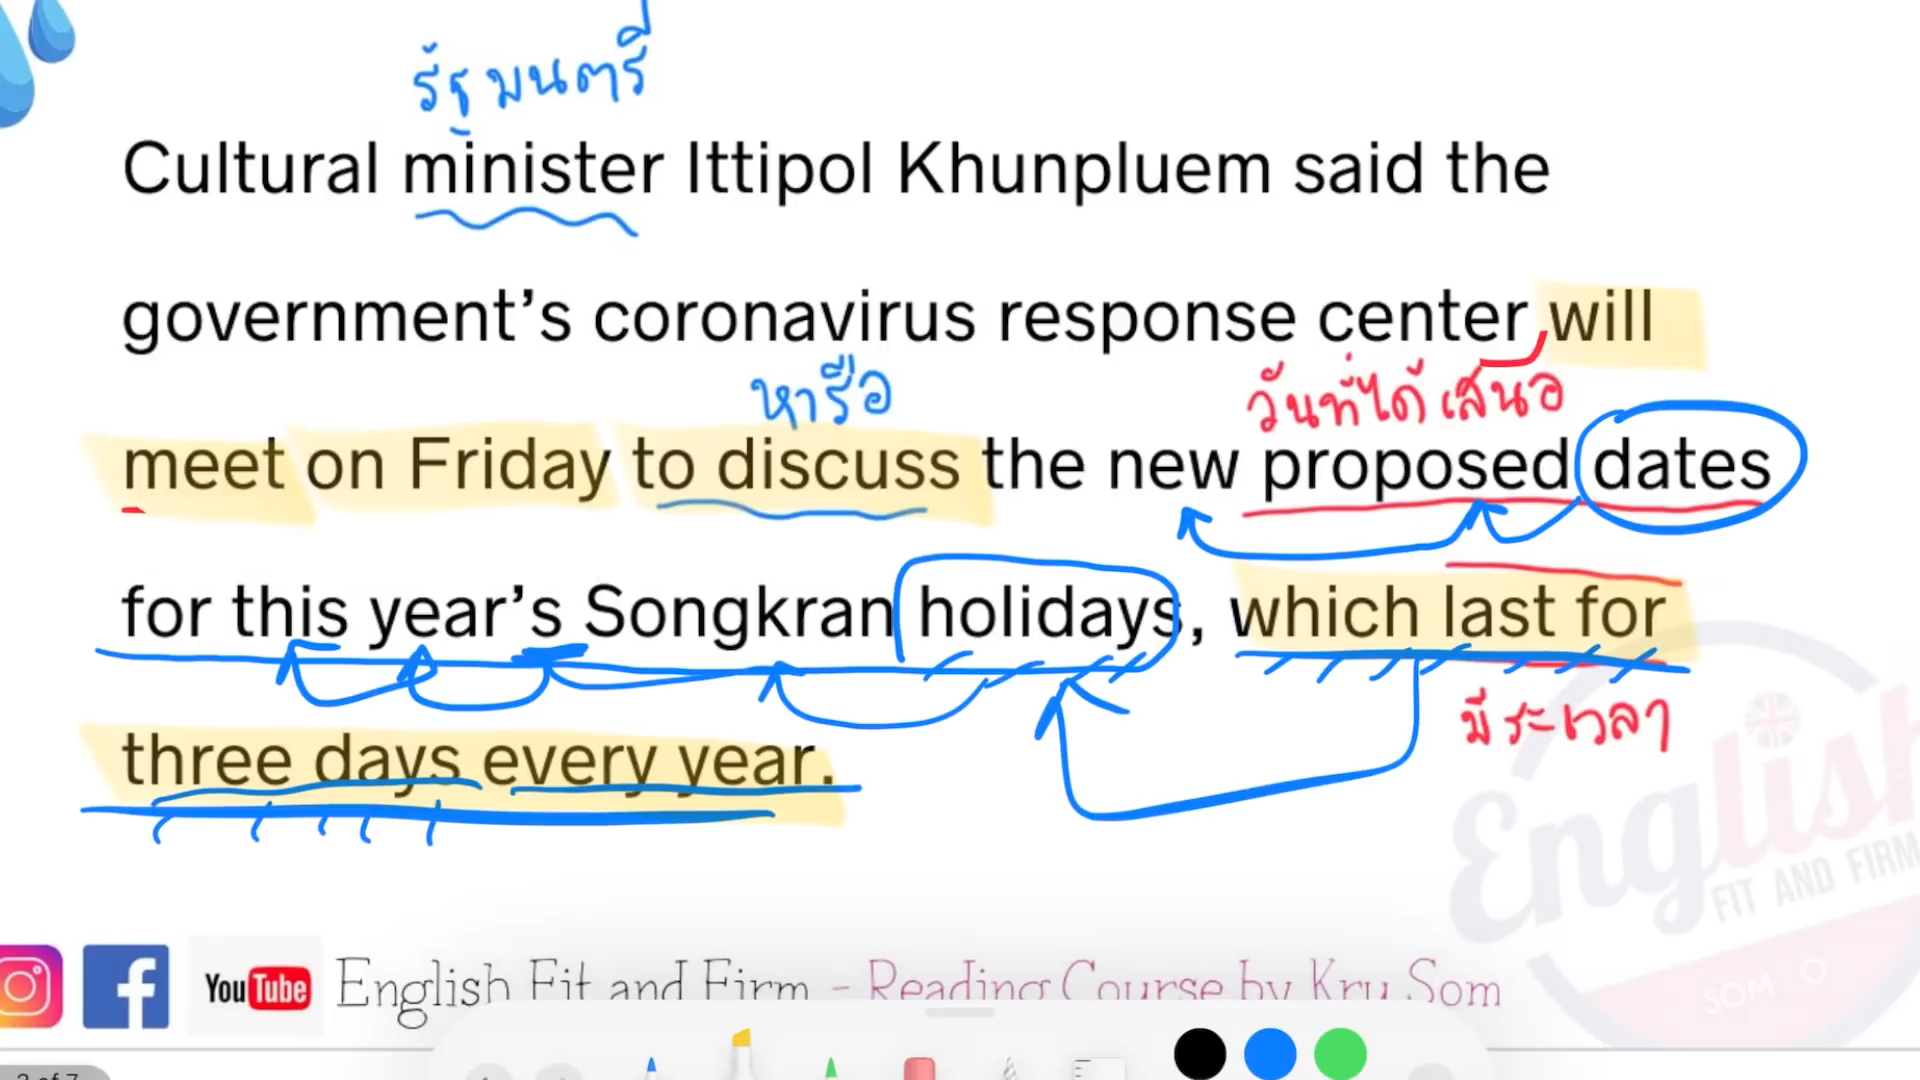 รัฐมนตรี
Cultural minister Ittipol Khunpluem said the
government’s coronavirus response center will
หารือ วันที่ได้เสนอ
meet on Friday to discuss the new proposed dates
for this year’s Songkran holidays, which last for
มีระเวลา
three days every year.
English
FIT AND FIRM
YouTube English Fit and Firm - Reading Course by Kru Som